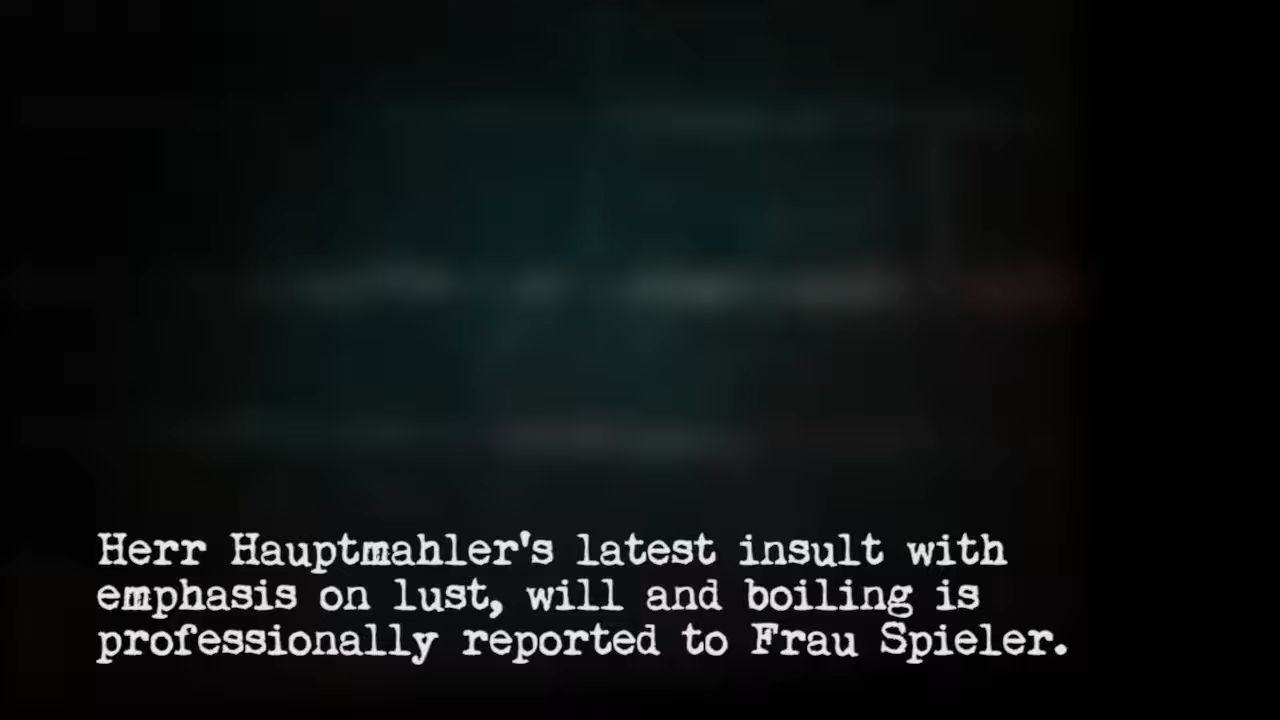 Herr Hauptmahler's latest insult with
emphasis on lust, will and boiling is
professionally reported to Frau Spieler.